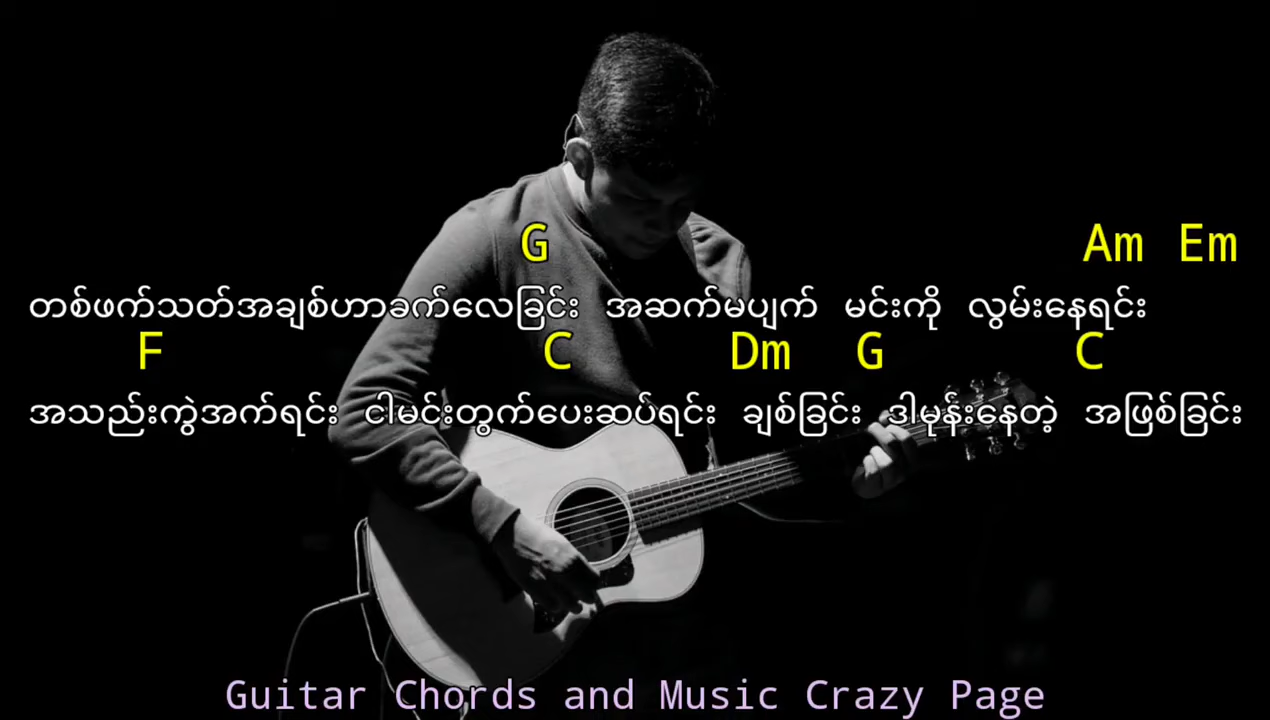 G Am Em
တစ်ဖက်သတ်အချစ်ဟာခက်လေခြင်း အဆက်မပျက် မင်းကို လွမ်းနေရင်း
F C Dm G C
အသည်းကွဲအက်ရင်း ငါမင်းတွက်ပေးဆပ်ရင်း ချစ်ခြင်း ဒါမုန်းနေတဲ့ အဖြစ်ခြင်း
Guitar Chords and Music Crazy Page